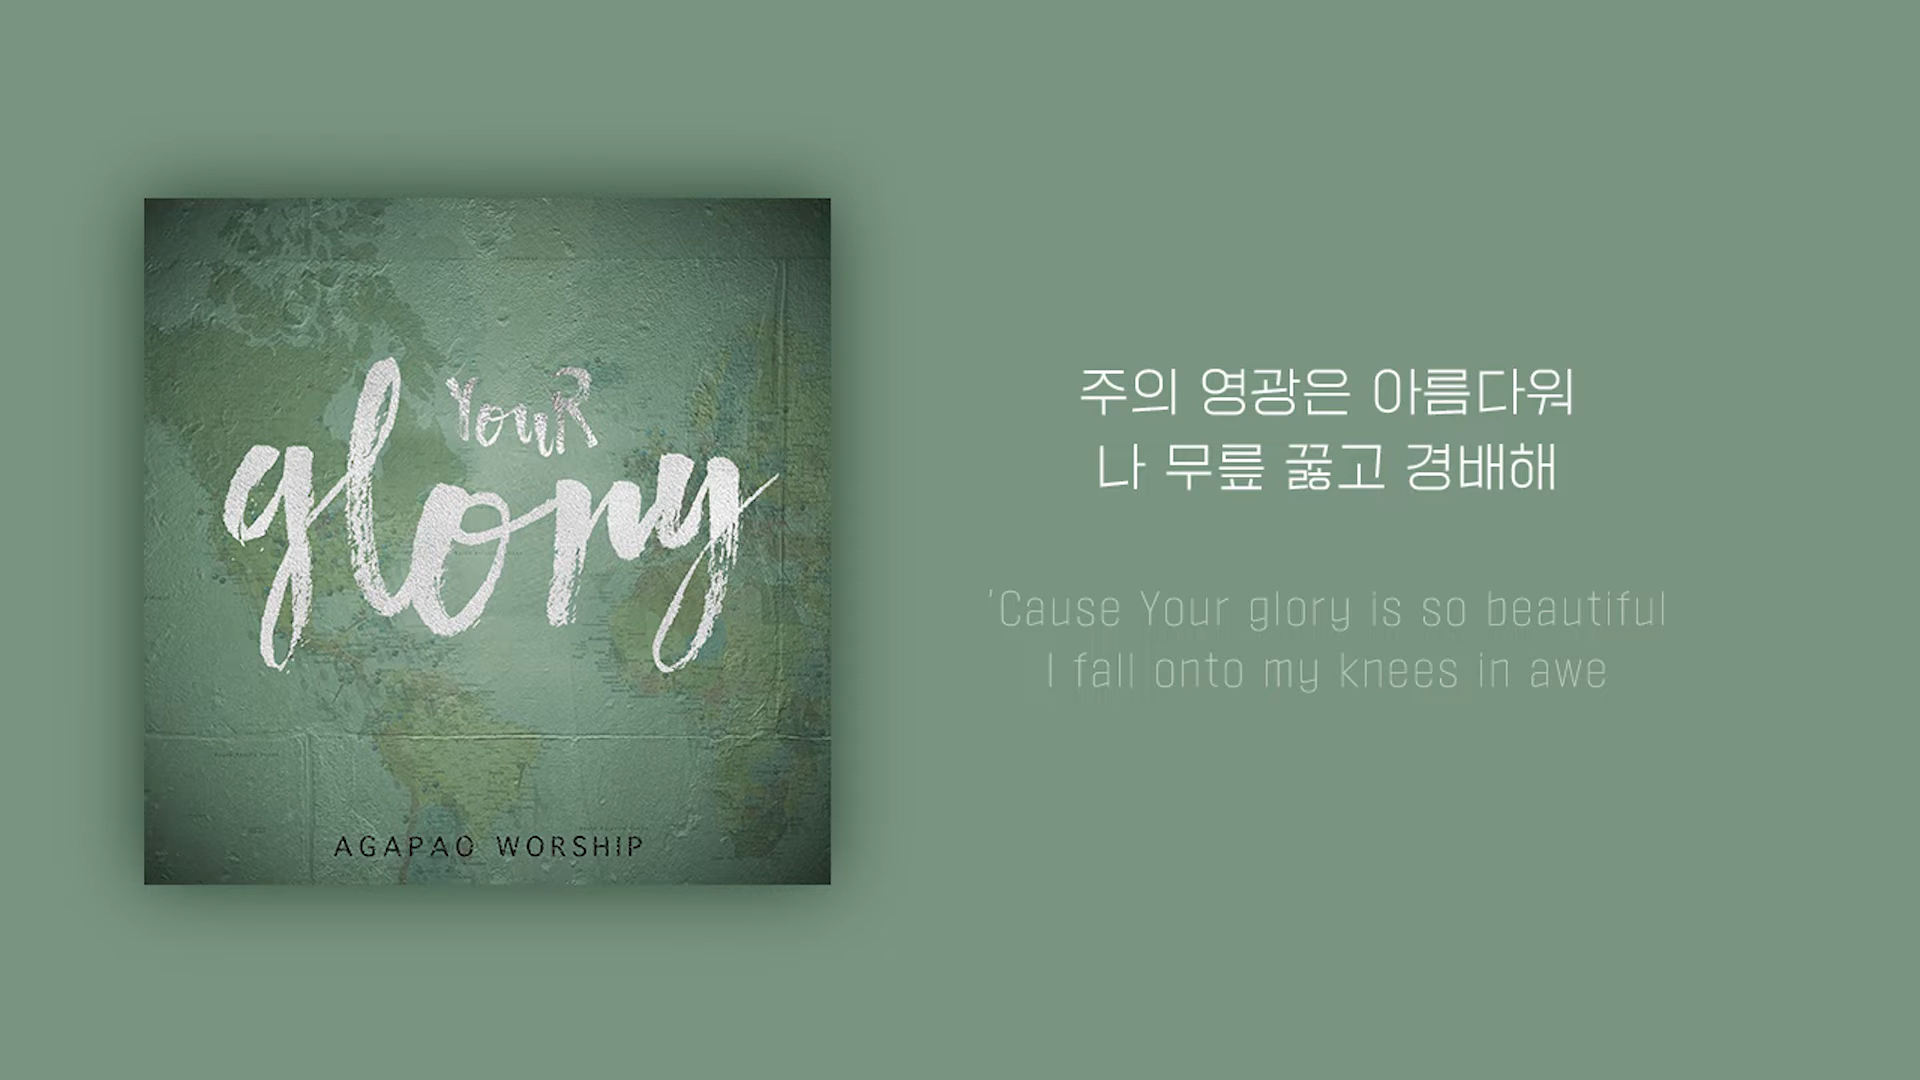 YouR
glory
AGAPAO WORSHIP
주의 영광은 아름다워
나 무릎 꿇고 경배해
'Cause Your glory is so beautiful
I fall onto my knees in awe